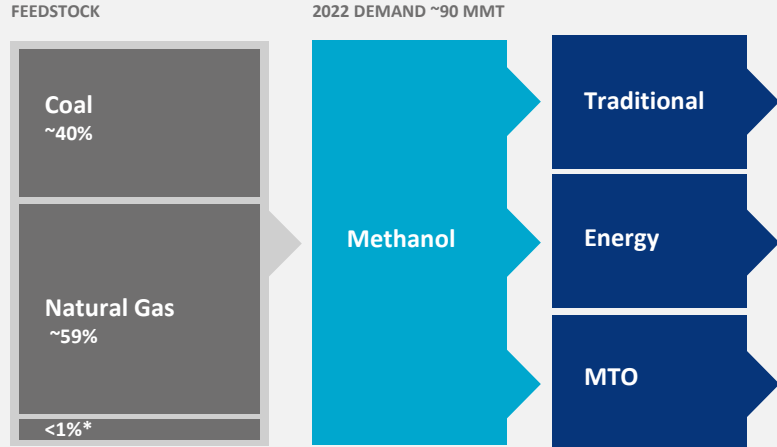 FEEDSTOCK
2022 DEMAND ~90 MMT
Coal
~40%
Natural Gas
~59%
<1%*
Methanol
Traditional
Energy
MTO